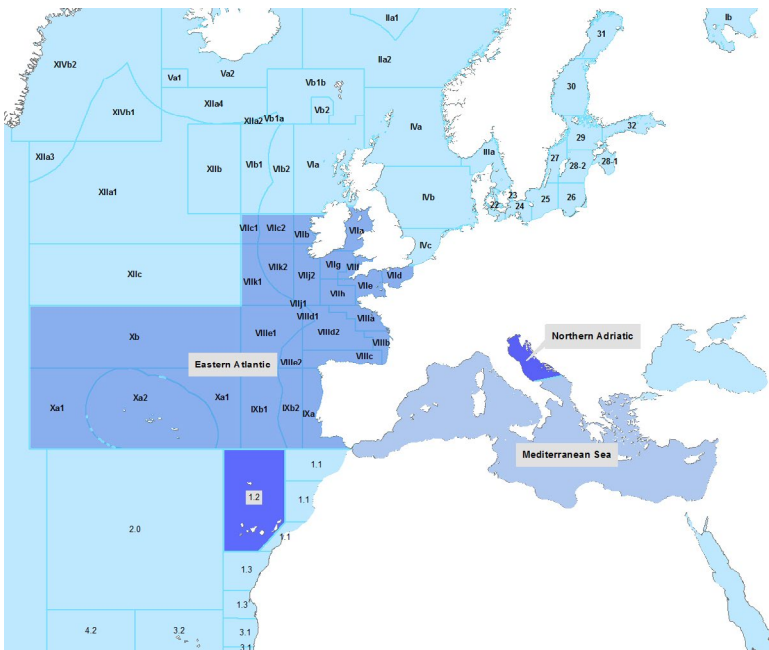 IIa1
Ib
31
XIVb2
Va1
Va2
IIa2
Vb1b
30
XIVb1
XIIa4
Vb2
XIIa2
Vb1a
IVa
32
29
XIIa3
IIIa
27
28-2
28-1
XIIb
VIb1
VIb2
VIa
23
22
24
25
26
XIIa1
IVb
VIIc1
VIIc2
VIIb
VIIa
IVc
XIIc
VIIk2
VIIg
VIIf
VIId
VIIk1
VIIj2
VIIe
VIIh
VIIj1
VIIId1
VIIIa
Xb
VIIIe1
VIIId2
VIIIb
Northern Adriatic
Eastern Atlantic
VIIIe2
VIIIc
Xa1
Xa2
Xa1
IXb1
IXb2
IXa
Mediterranean Sea
1.1
1.2
1.1
2.0
1.1
1.3
1.3
4.2
3.2
3.1
3.1